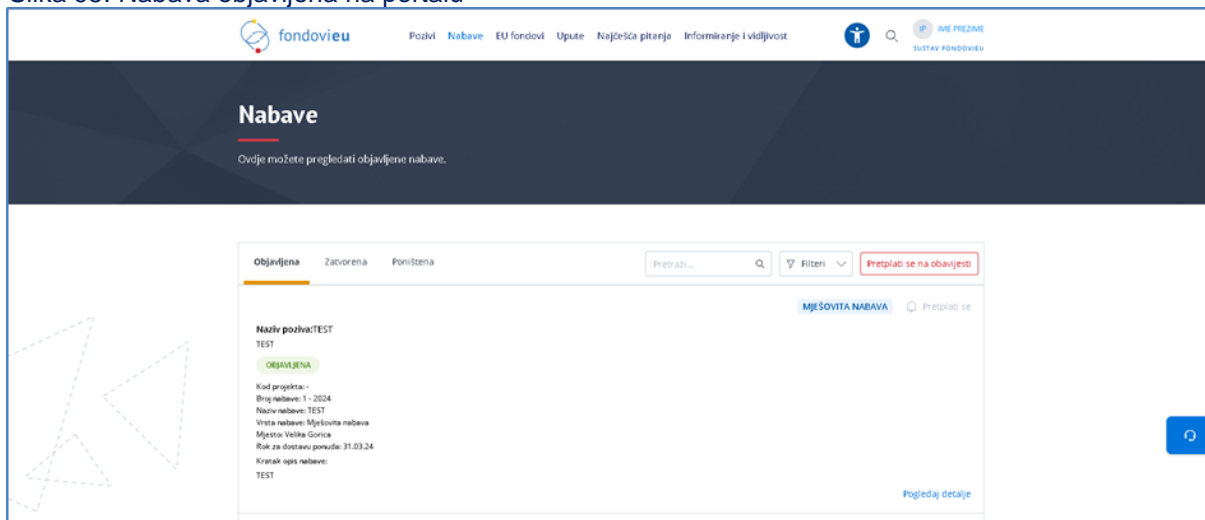 fondovieu Pozivi Nabave EU fondovi Upute Najčešća pitanja Informiranje i vidljivost IP IME PREZIME
SUSTAV FONDOVIEU
Nabave
Ovdje možete pregledati objavljene nabave.
Objavljena Zatvorena Poništena Pretraži... Filteri Pretplati se na obavijesti
MJEŠOVITA NABAVA Pretplati se
Naziv poziva:TEST
TEST
OBJAVLJENA
Kod projekta: -
Broj nabave: 1 - 2024
Naziv nabave: TEST
Vrsta nabave: Mješovita nabava
Mjesto: Velika Gorica
Rok za dostavu ponuda: 31.03.24
Kratak opis nabave:
TEST
Pogledaj detalje